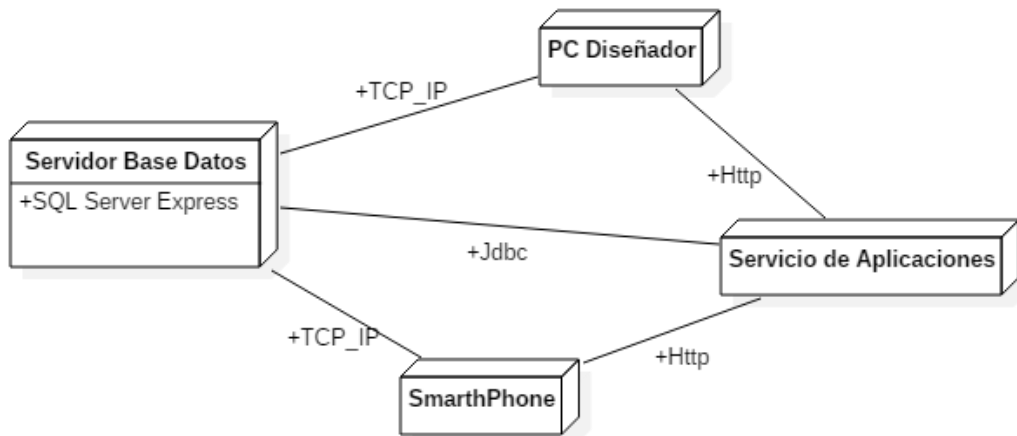 PC Diseñador
+TCP_IP
Servidor Base Datos
+SQL Server Express
+Http
+Jdbc
Servicio de Aplicaciones
+TCP_IP
+Http
SmarthPhone